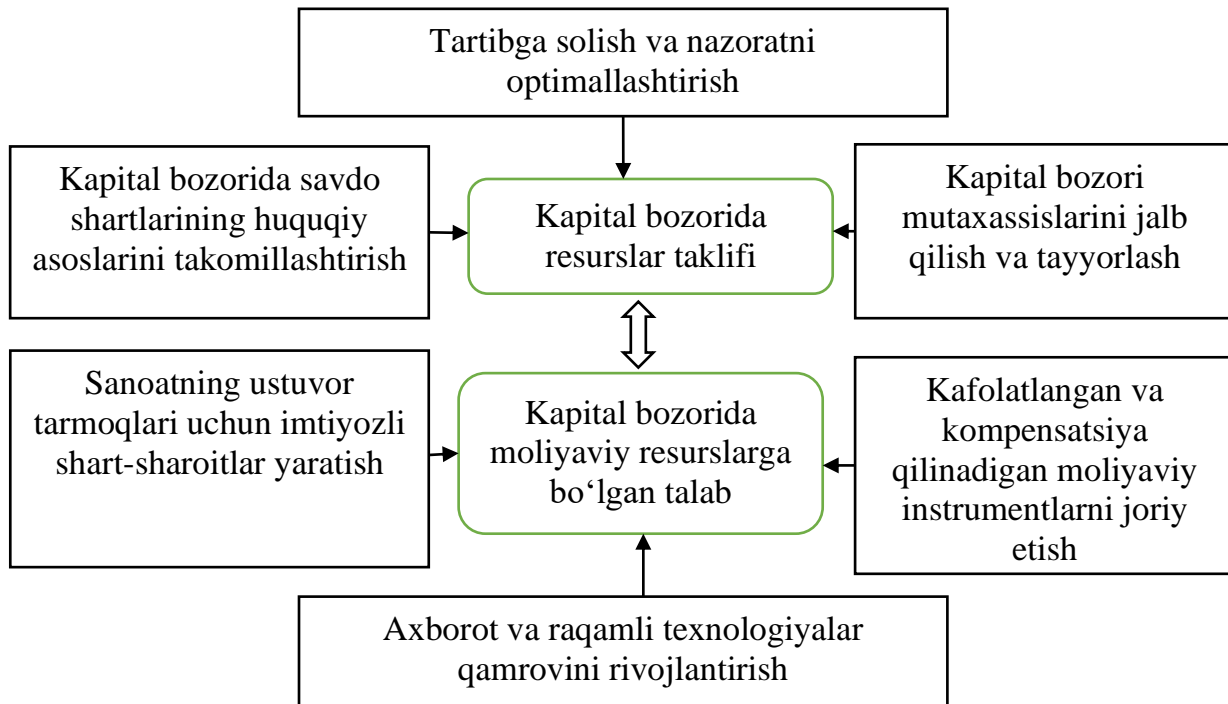 Tartibga solish va nazoratni
optimallashtirish
Kapital bozorida savdo
shartlarining huquqiy
asoslarini takomillashtirish
Kapital bozorida
resurslar taklifi
Kapital bozori
mutaxassislarini jalb
qilish va tayyorlash
Sanoatning ustuvor
tarmoqlari uchun imtiyozli
shart-sharoitlar yaratish
Kapital bozorida
moliyaviy resurslarga
bo‘lgan talab
Kafolatlangan va
kompensatsiya
qilinadigan moliyaviy
instrumentlarni joriy
etish
Axborot va raqamli texnologiyalar
qamrovini rivojlantirish